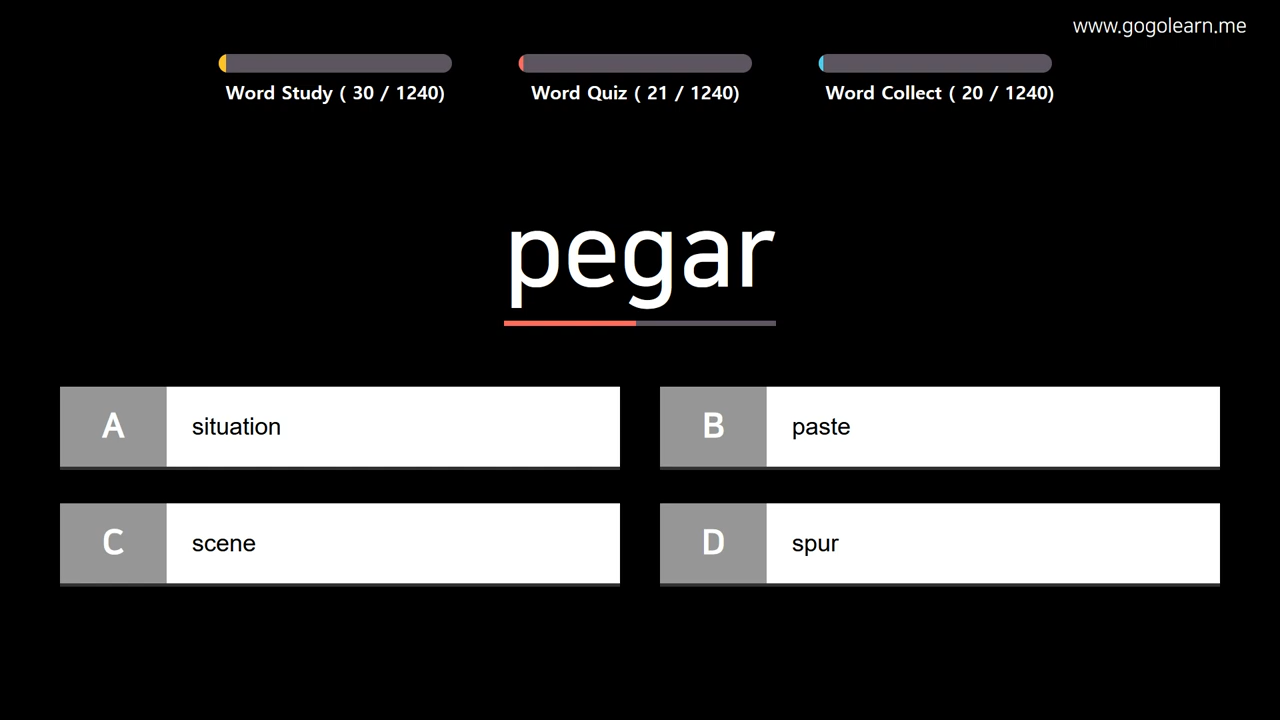 www.gogolearn.me
Word Study ( 30 / 1240)
Word Quiz ( 21 / 1240)
Word Collect ( 20 / 1240)
pegar
A situation
B paste
C scene
D spur